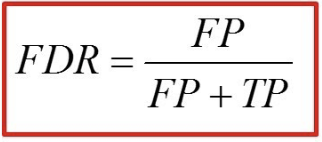 FDR = FP / (FP + TP)